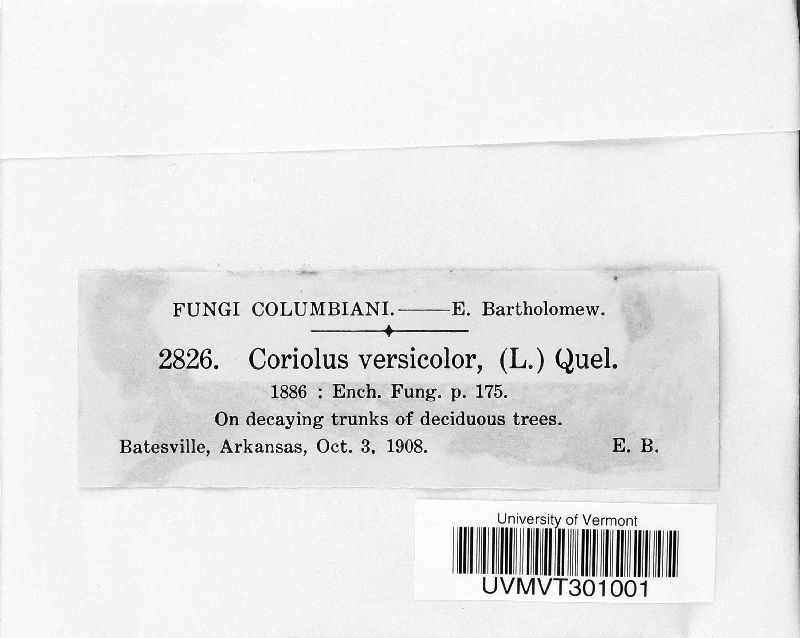 FUNGI COLUMBIANI.——E. Bartholomew.
2826. Coriolus versicolor, (L.) Quel.
1886 : Ench. Fung. p. 175.
On decaying trunks of deciduous trees.
Batesville, Arkansas, Oct. 3, 1908. E. B.
University of Vermont
UVMVT301001